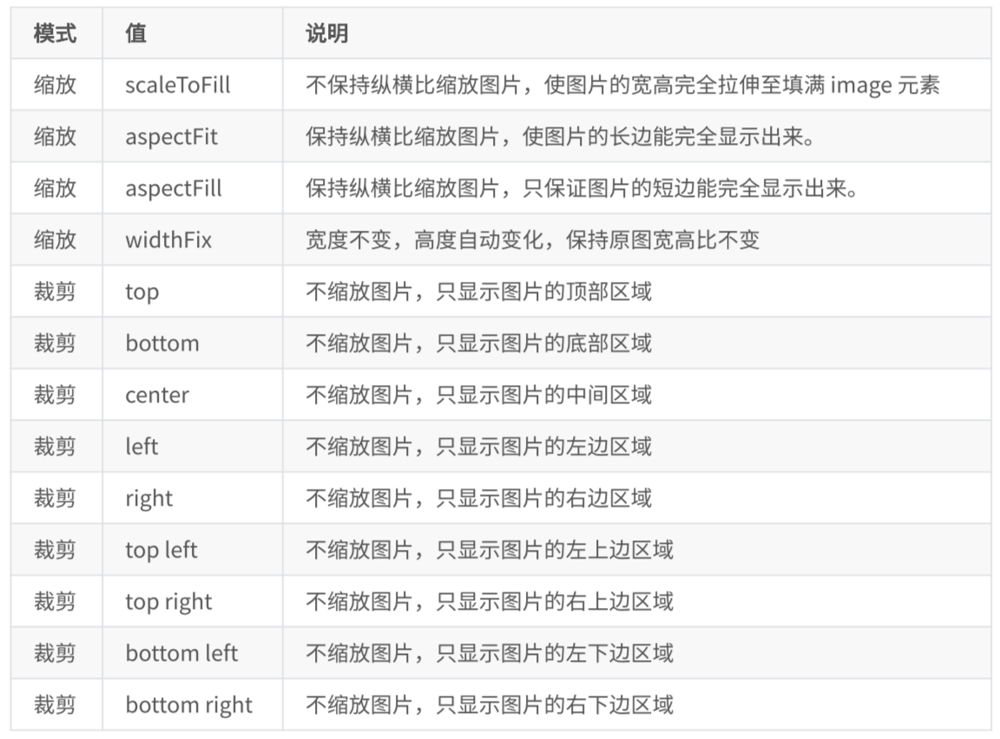 模式 值 说明
缩放 scaleToFill 不保持纵横比缩放图片，使图片的宽高完全拉伸至填满 image 元素
缩放 aspectFit 保持纵横比缩放图片，使图片的长边能完全显示出来。
缩放 aspectFill 保持纵横比缩放图片，只保证图片的短边能完全显示出来。
缩放 widthFix 宽度不变，高度自动变化，保持原图宽高比不变
裁剪 top 不缩放图片，只显示图片的顶部区域
裁剪 bottom 不缩放图片，只显示图片的底部区域
裁剪 center 不缩放图片，只显示图片的中间区域
裁剪 left 不缩放图片，只显示图片的左边区域
裁剪 right 不缩放图片，只显示图片的右边区域
裁剪 top left 不缩放图片，只显示图片的左上边区域
裁剪 top right 不缩放图片，只显示图片的右上边区域
裁剪 bottom left 不缩放图片，只显示图片的左下边区域
裁剪 bottom right 不缩放图片，只显示图片的右下边区域